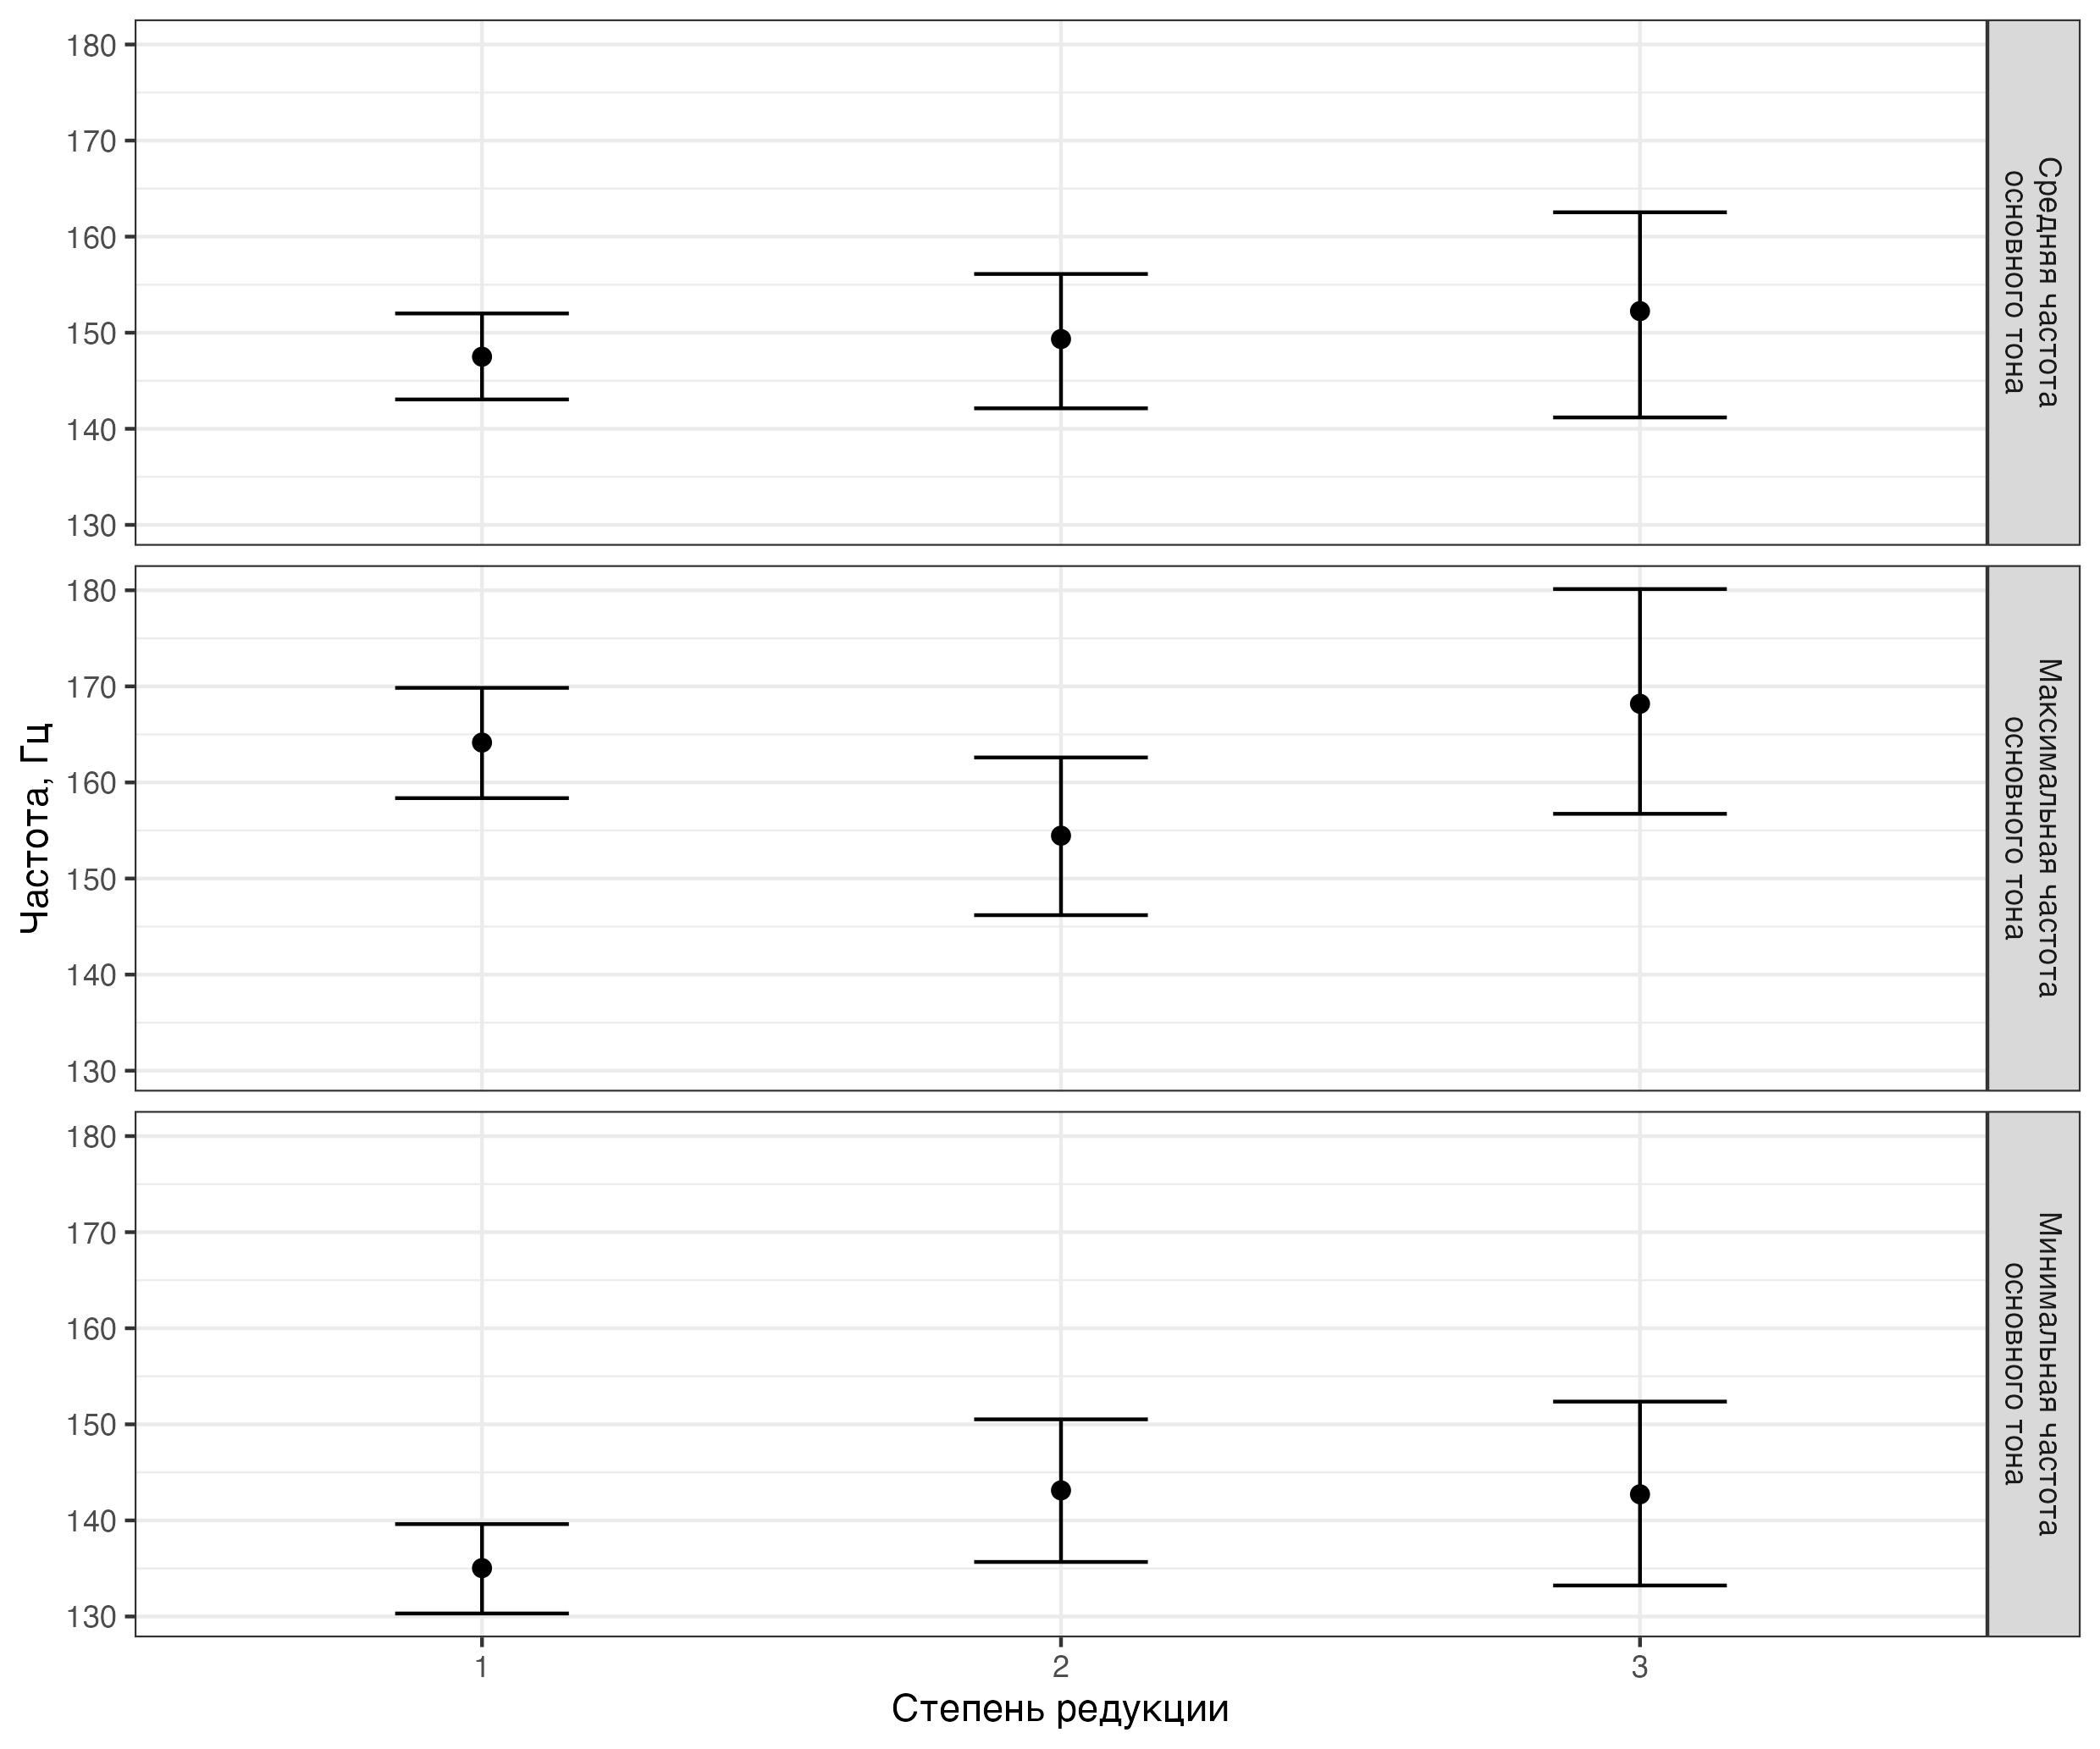 Частота, Гц
180
170
160
150
140
130
Средняя частота
основного тона
180
170
160
150
140
130
Максимальная частота
основного тона
180
170
160
150
140
130
Минимальная частота
основного тона
1 2 3
Степень редукции